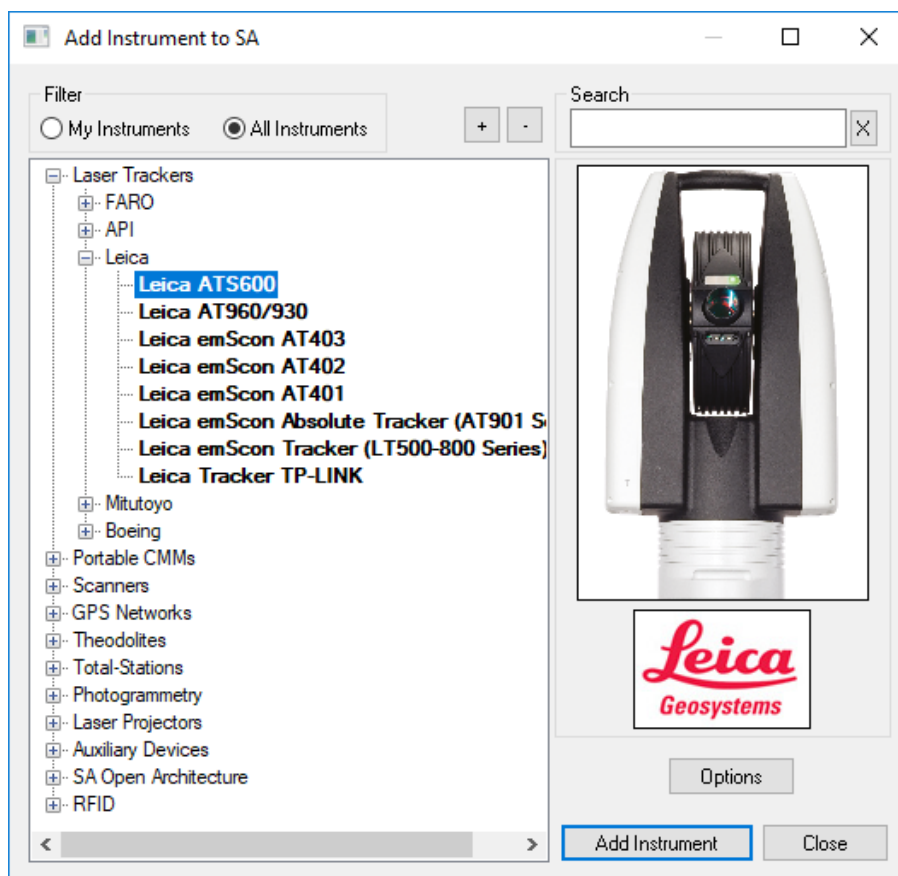 Add Instrument to SA
Filter
My Instruments
All Instruments
+
-
Search
X
Laser Trackers
FARO
API
Leica
Leica ATS600
Leica AT960/930
Leica emScon AT403
Leica emScon AT402
Leica emScon AT401
Leica emScon Absolute Tracker (AT901 S
Leica emScon Tracker (LT500-800 Series)
Leica Tracker TP-LINK
Mitutoyo
Boeing
Portable CMMs
Scanners
GPS Networks
Theodolites
Total-Stations
Photogrammetry
Laser Projectors
Auxiliary Devices
SA Open Architecture
RFID
Leica
Geosystems
Options
Add Instrument
Close